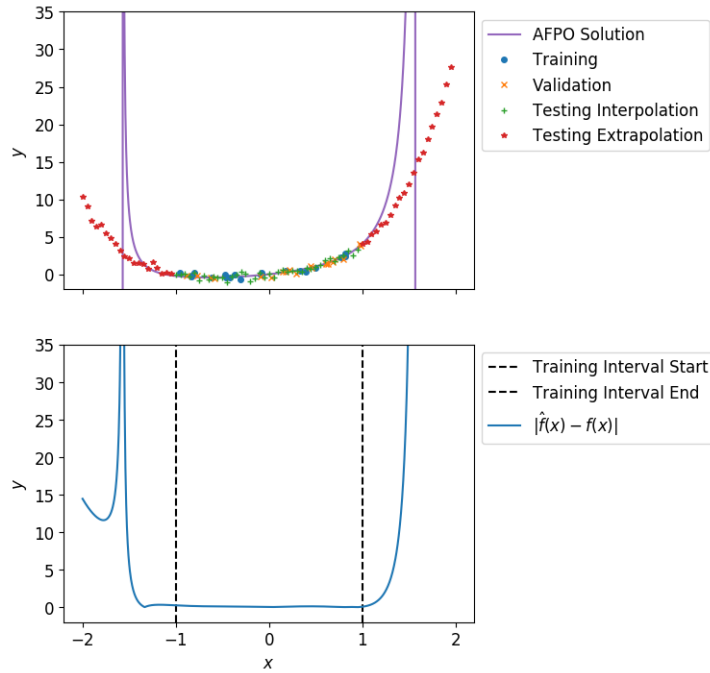 35
30
25
20
15
10
5
0
y
AFPO Solution
Training
Validation
Testing Interpolation
Testing Extrapolation
35
30
25
20
15
10
5
0
y
−2 −1 0 1 2
x
Training Interval Start
Training Interval End
|f̂(x) − f(x)|